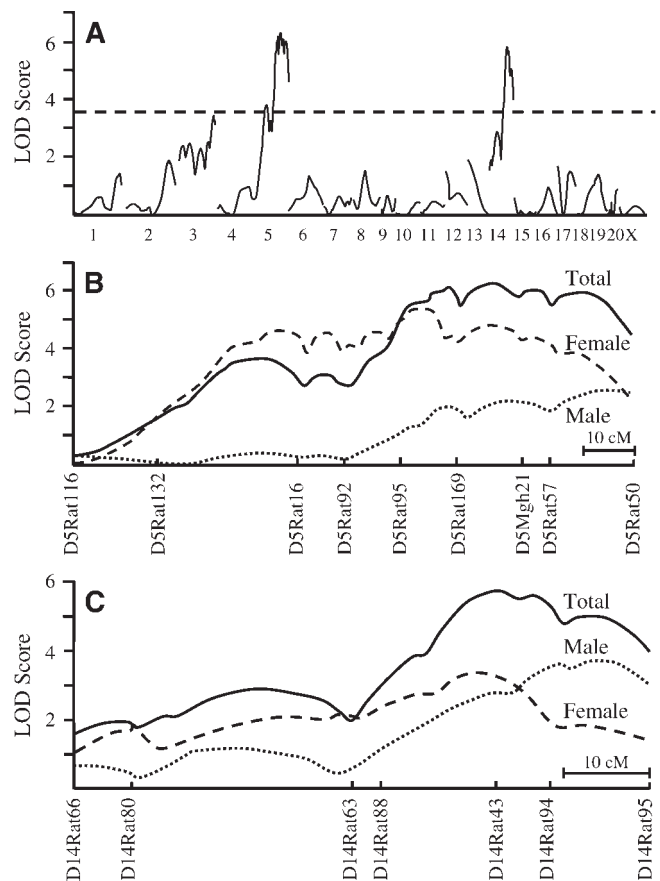 A
LOD Score
6
4
2
1 2 3 4 5 6 7 8 9 10 11 12 13 14 15 16 17 18 19 20 X
B
LOD Score
6
4
2
Total
Female
Male
10 cM
D5Rat116
D5Rat132
D5Rat16
D5Rat92
D5Rat95
D5Rat169
D5Mgh21
D5Rat57
D5Rat50
C
LOD Score
6
4
2
Total
Male
Female
10 cM
D14Rat66
D14Rat80
D14Rat63
D14Rat88
D14Rat43
D14Rat94
D14Rat95